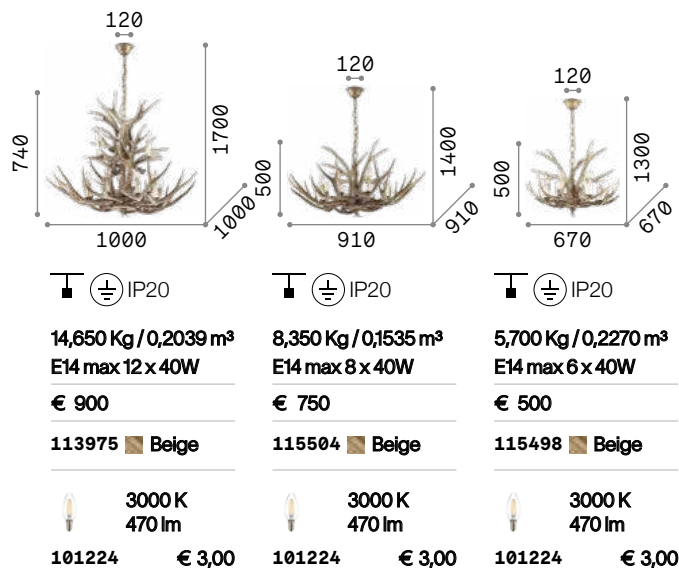 120
740
1700
1000
1000
IP20
14,650 Kg / 0,2039 m³
E14 max 12 x 40W
€ 900
113975 Beige
3000 K
470 lm
101224 € 3,00
120
500
1400
910
910
IP20
8,350 Kg / 0,1535 m³
E14 max 8 x 40W
€ 750
115504 Beige
3000 K
470 lm
101224 € 3,00
120
500
1300
670
670
IP20
5,700 Kg / 0,2270 m³
E14 max 6 x 40W
€ 500
115498 Beige
3000 K
470 lm
101224 € 3,00